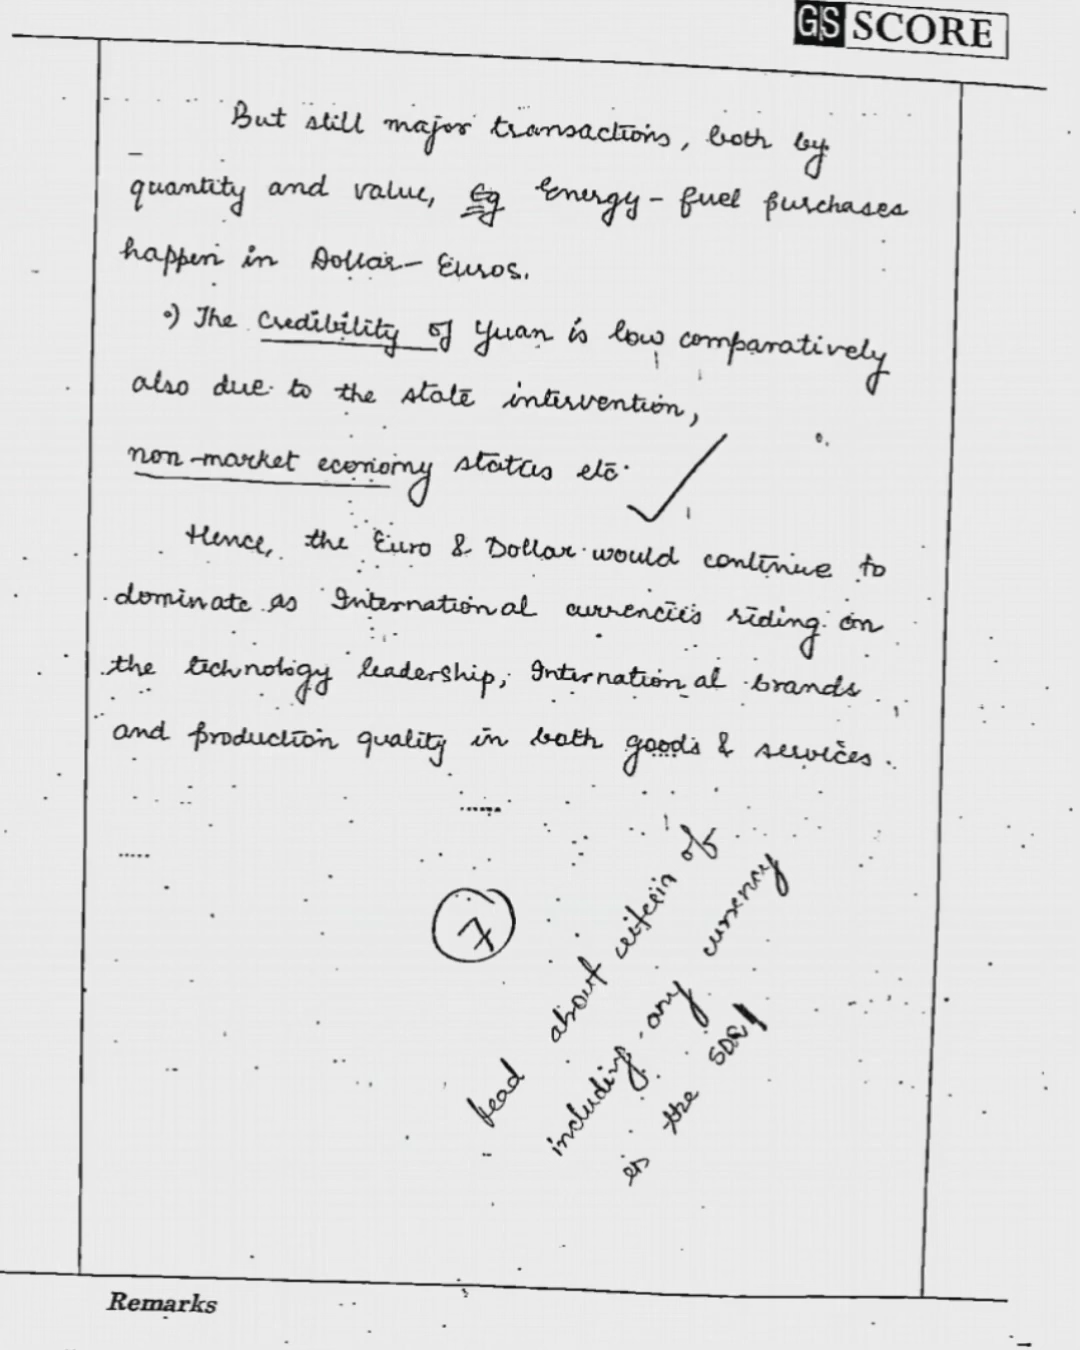 GS SCORE
But still major transactions, both by
quantity and value, Eg Energy - fuel purchases
happen in Dollar - Euros.
•) The Credibility of Yuan is low comparatively
also due to the state intervention,
non-market economy status etc.
Hence, the Euro & Dollar would continue to
dominate as International currencies riding on
the technology leadership, International brands
and production quality in both goods & services.
7
Read about of
including any currency
in the SDR
Remarks